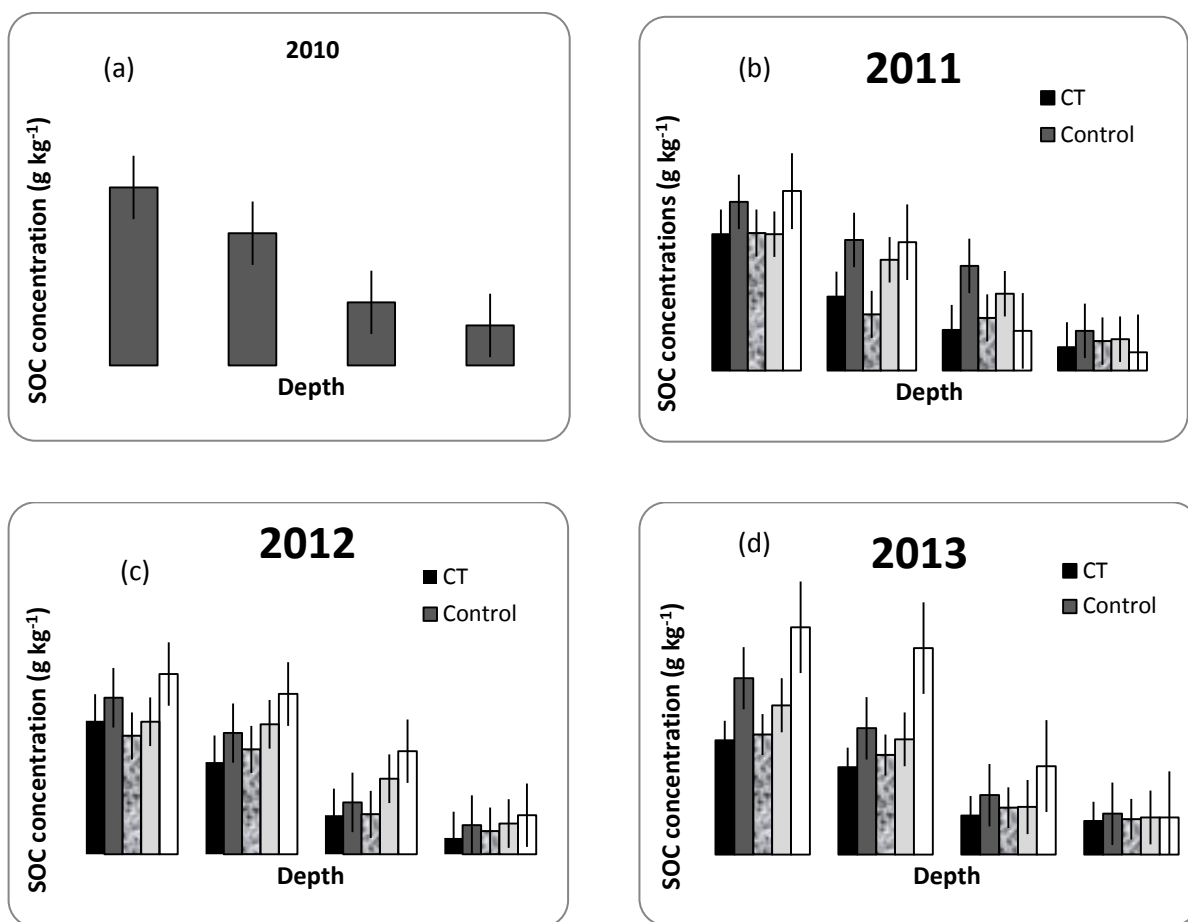 (a)
2010
SOC concentration (g kg⁻¹)
Depth
(b)
2011
CT
Control
SOC concentrations (g kg⁻¹)
Depth
(c)
2012
CT
Control
SOC concentration (g kg⁻¹)
Depth
(d)
2013
CT
Control
SOC concentration (g kg⁻¹)
Depth